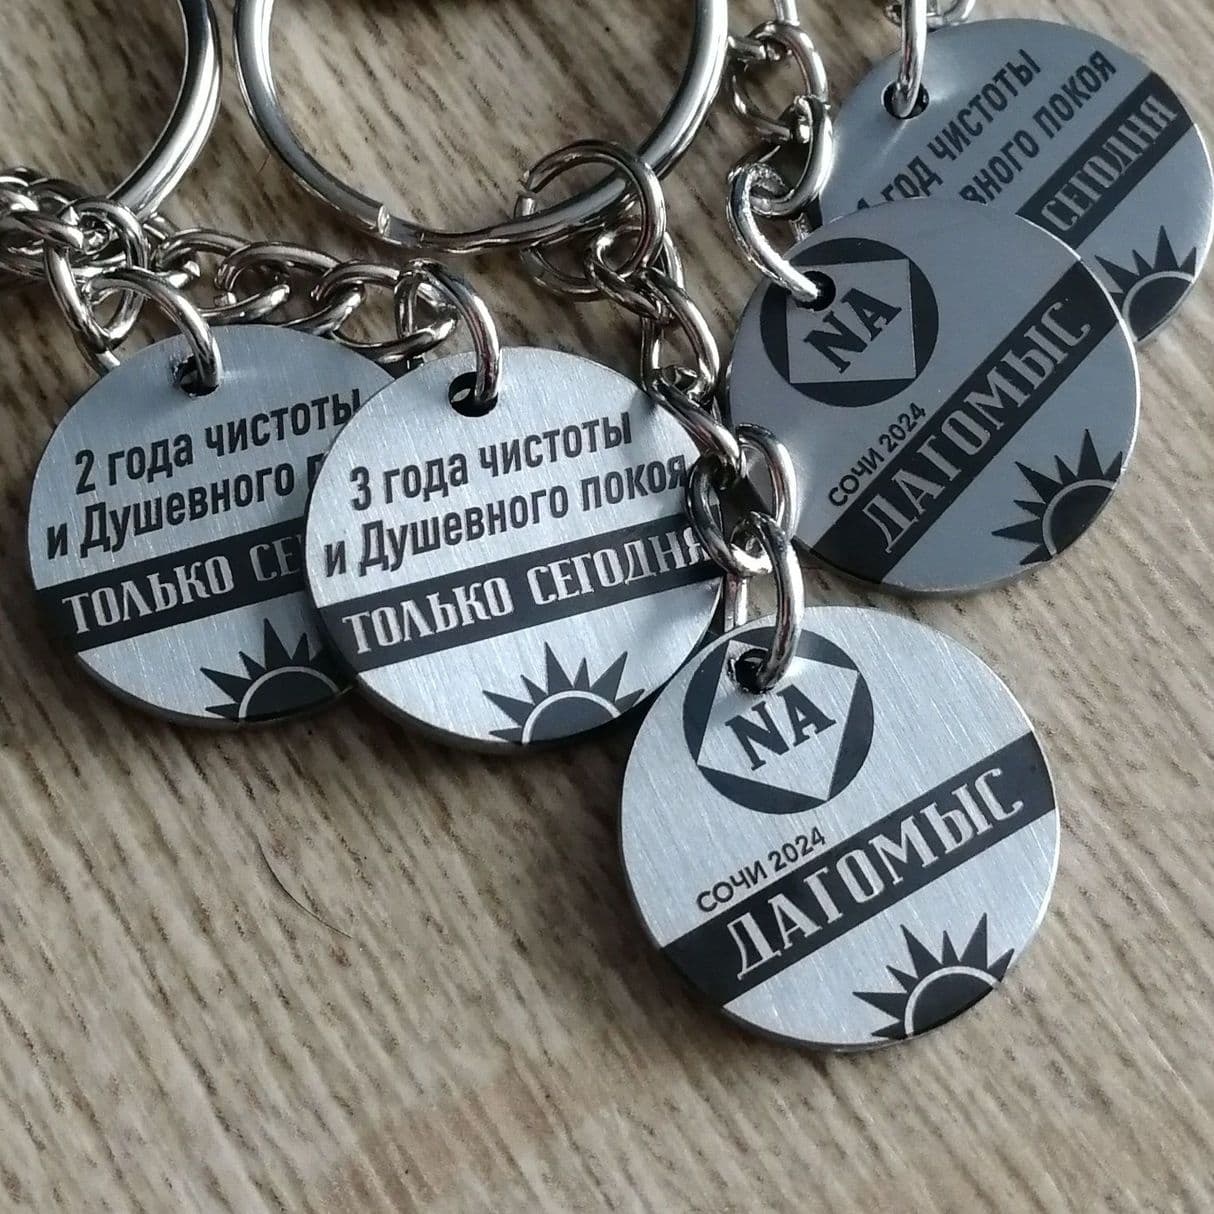 2 года чистоты
и Душевного
ТОЛЬКО
3 года чистоты
и Душевного покоя
ТОЛЬКО СЕГОДНЯ
год чистоты
покоя
СЕГОДНЯ
NA
СОЧИ 2024
ДАГОМЫС
NA
СОЧИ 2024
ДАГОМЫС